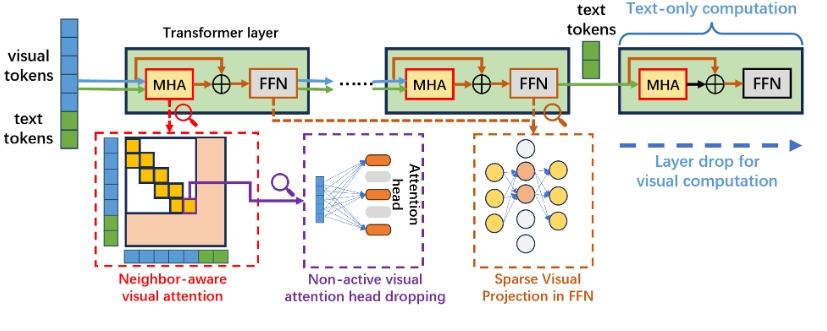 text
tokens
Text-only computation
visual
tokens
Transformer layer
MHA
FFN
MHA
FFN
MHA
FFN
text
tokens
Attention
head
Layer drop for
visual computation
Neighbor-aware
visual attention
Non-active visual
attention head dropping
Sparse Visual
Projection in FFN